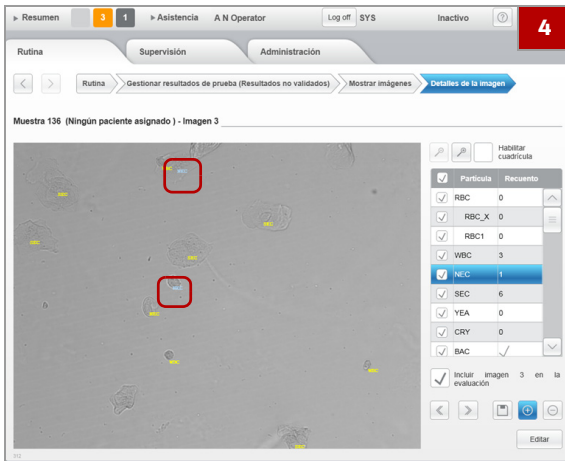 Resumen 3 1 Asistencia A N Operator Log off SYS Inactivo ? 4
Rutina Supervisión Administración
Rutina Gestionar resultados de prueba (Resultados no validados) Mostrar imágenes Detalles de la imagen
Muestra 136 (Ningún paciente asignado ) - Imagen 3
Habilitar
cuadrícula
Partícula Recuento
RBC 0
RBC_X 0
RBC1 0
WBC 3
NEC 1
SEC 6
YEA 0
CRY 0
BAC
Incluir imagen 3 en la
evaluación
Editar